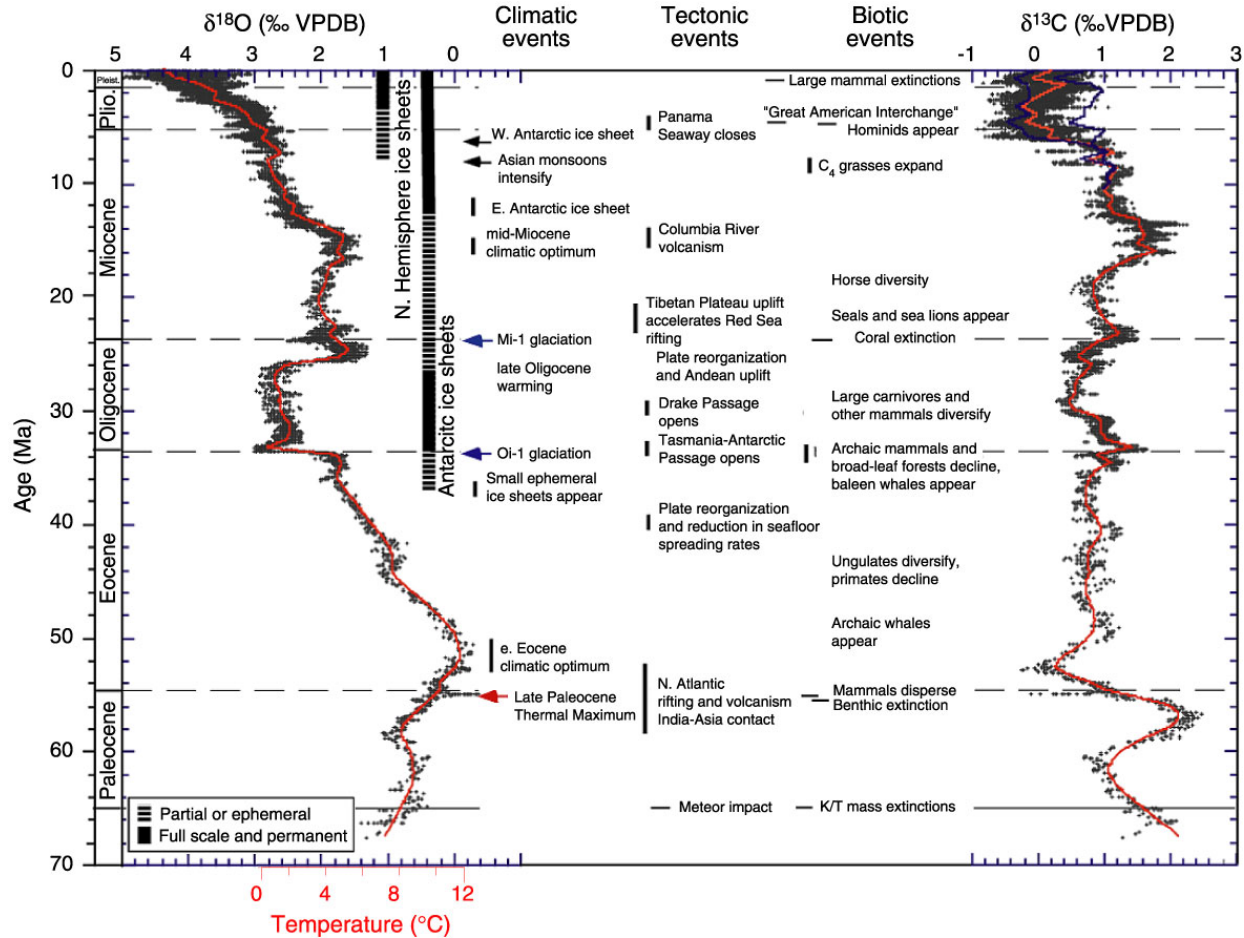 δ18O (‰ VPDB)
Climatic
events
Tectonic
events
Biotic
events
δ13C (‰VPDB)
5 4 3 2 1 0
-1 0 1 2 3
0
10
20
30
40
50
60
70
Age (Ma)
Pleist.
Plio.
Miocene
Oligocene
Eocene
Paleocene
N. Hemisphere ice sheets
Antarcitc ice sheets
W. Antarctic ice sheet
Asian monsoons
intensify
E. Antarctic ice sheet
mid-Miocene
climatic optimum
Mi-1 glaciation
late Oligocene
warming
Oi-1 glaciation
Small ephemeral
ice sheets appear
e. Eocene
climatic optimum
Late Paleocene
Thermal Maximum
Panama
Seaway closes
Columbia River
volcanism
Tibetan Plateau uplift
accelerates Red Sea
rifting
Plate reorganization
and Andean uplift
Drake Passage
opens
Tasmania-Antarctic
Passage opens
Plate reorganization
and reduction in seafloor
spreading rates
N. Atlantic
rifting and volcanism
India-Asia contact
Meteor impact
Large mammal extinctions
"Great American Interchange"
Hominids appear
C4 grasses expand
Horse diversity
Seals and sea lions appear
Coral extinction
Large carnivores and
other mammals diversify
Archaic mammals and
broad-leaf forests decline,
baleen whales appear
Ungulates diversify,
primates decline
Archaic whales
appear
Mammals disperse
Benthic extinction
K/T mass extinctions
Partial or ephemeral
Full scale and permanent
0 4 8 12
Temperature (°C)